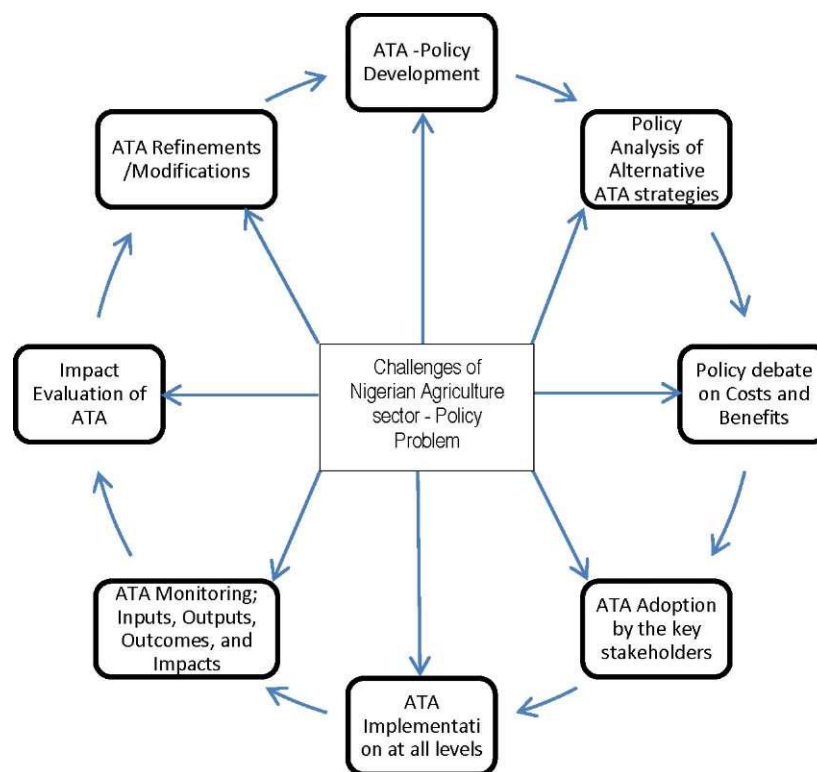 ATA -Policy
Development
Policy
Analysis of
Alternative
ATA strategies
Policy debate
on Costs and
Benefits
ATA Adoption
by the key
stakeholders
ATA
Implementati
on at all levels
ATA Monitoring;
Inputs, Outputs,
Outcomes, and
Impacts
Impact
Evaluation of
ATA
ATA Refinements
/Modifications
Challenges of
Nigerian Agriculture
sector - Policy
Problem